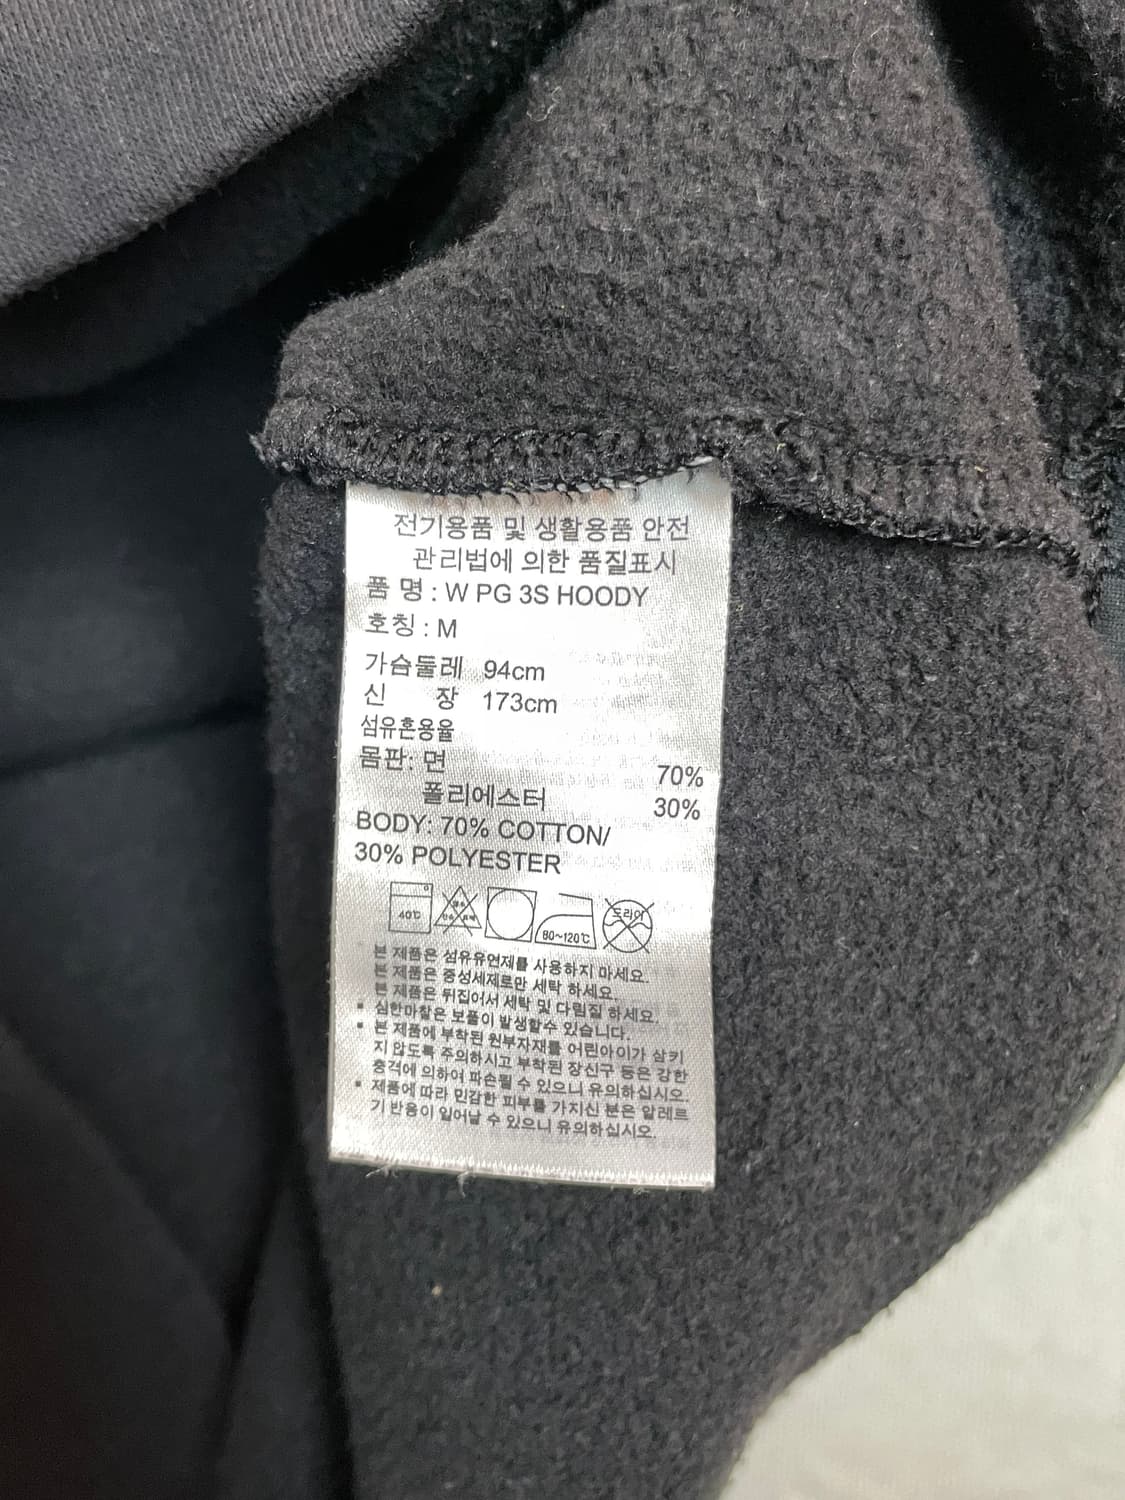 전기용품 및 생활용품 안전
관리법에 의한 품질표시
품 명 : W PG 3S HOODY
호칭 : M
가슴둘레 94cm
신 장 173cm
섬유혼용율
몸판: 면 70%
폴리에스터 30%
BODY: 70% COTTON/
30% POLYESTER
40℃ 80~120℃ 드라이
본 제품은 섬유유연제를 사용하지 마세요.
본 제품은 중성세제로만 세탁 하세요.
본 제품은 뒤집어서 세탁 및 다림질 하세요.
▪ 심한마찰은 보풀이 발생할수 있습니다.
▪ 본 제품에 부착된 원부자재를 어린아이가 삼키
지 않도록 주의하시고 부착된 장신구 등은 강한
충격에 의하여 파손될 수 있으니 유의하십시오.
▪ 제품에 따라 민감한 피부를 가지신 분은 알레르
기 반응이 일어날 수 있으니 유의하십시오.